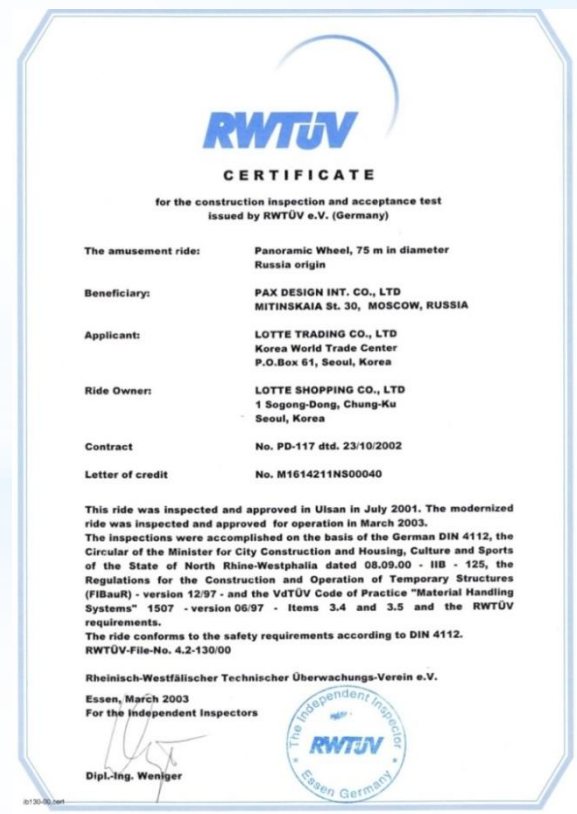 RWTÜV
CERTIFICATE
for the construction inspection and acceptance test
issued by RWTÜV e.V. (Germany)
The amusement ride: Panoramic Wheel, 75 m in diameter
Russia origin
Beneficiary: PAX DESIGN INT. CO., LTD
MITINSKAIA St. 30, MOSCOW, RUSSIA
Applicant: LOTTE TRADING CO., LTD
Korea World Trade Center
P.O.Box 61, Seoul, Korea
Ride Owner: LOTTE SHOPPING CO., LTD
1 Sogong-Dong, Chung-Ku
Seoul, Korea
Contract No. PD-117 dtd. 23/10/2002
Letter of credit No. M1614211NS00040
This ride was inspected and approved in Ulsan in July 2001. The modernized
ride was inspected and approved for operation in March 2003.
The inspections were accomplished on the basis of the German DIN 4112, the
Circular of the Minister for City Construction and Housing, Culture and Sports
of the State of North Rhine-Westphalia dated 08.09.00 - IIB - 125, the
Regulations for the Construction and Operation of Temporary Structures
(FlBauR) - version 12/97 - and the VdTÜV Code of Practice "Material Handling
Systems" 1507 - version 06/97 - Items 3.4 and 3.5 and the RWTÜV
requirements.
The ride conforms to the safety requirements according to DIN 4112.
RWTÜV-File-No. 4.2-130/00
Rheinisch-Westfälischer Technischer Überwachungs-Verein e.V.
Essen, March 2003
For the Independent Inspectors
The Independent Inspector
RWTÜV
Essen Germany
Dipl.-Ing. Weniger